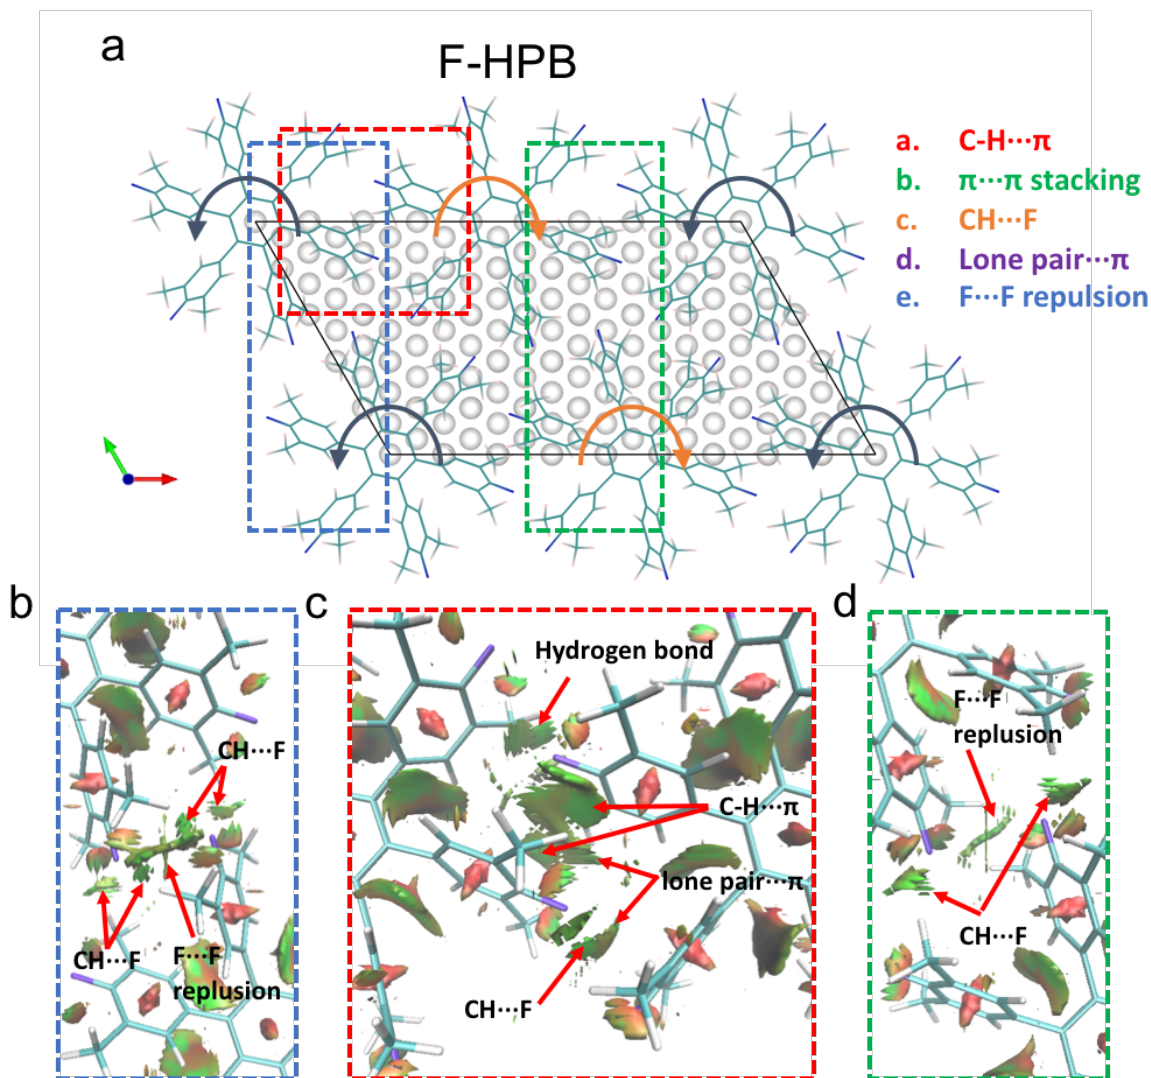 a
F-HPB
a. C-H···π
b. π···π stacking
c. CH···F
d. Lone pair···π
e. F···F repulsion
b
CH···F
CH···F
F···F
replusion
c
Hydrogen bond
C-H···π
lone pair···π
CH···F
d
F···F
replusion
CH···F